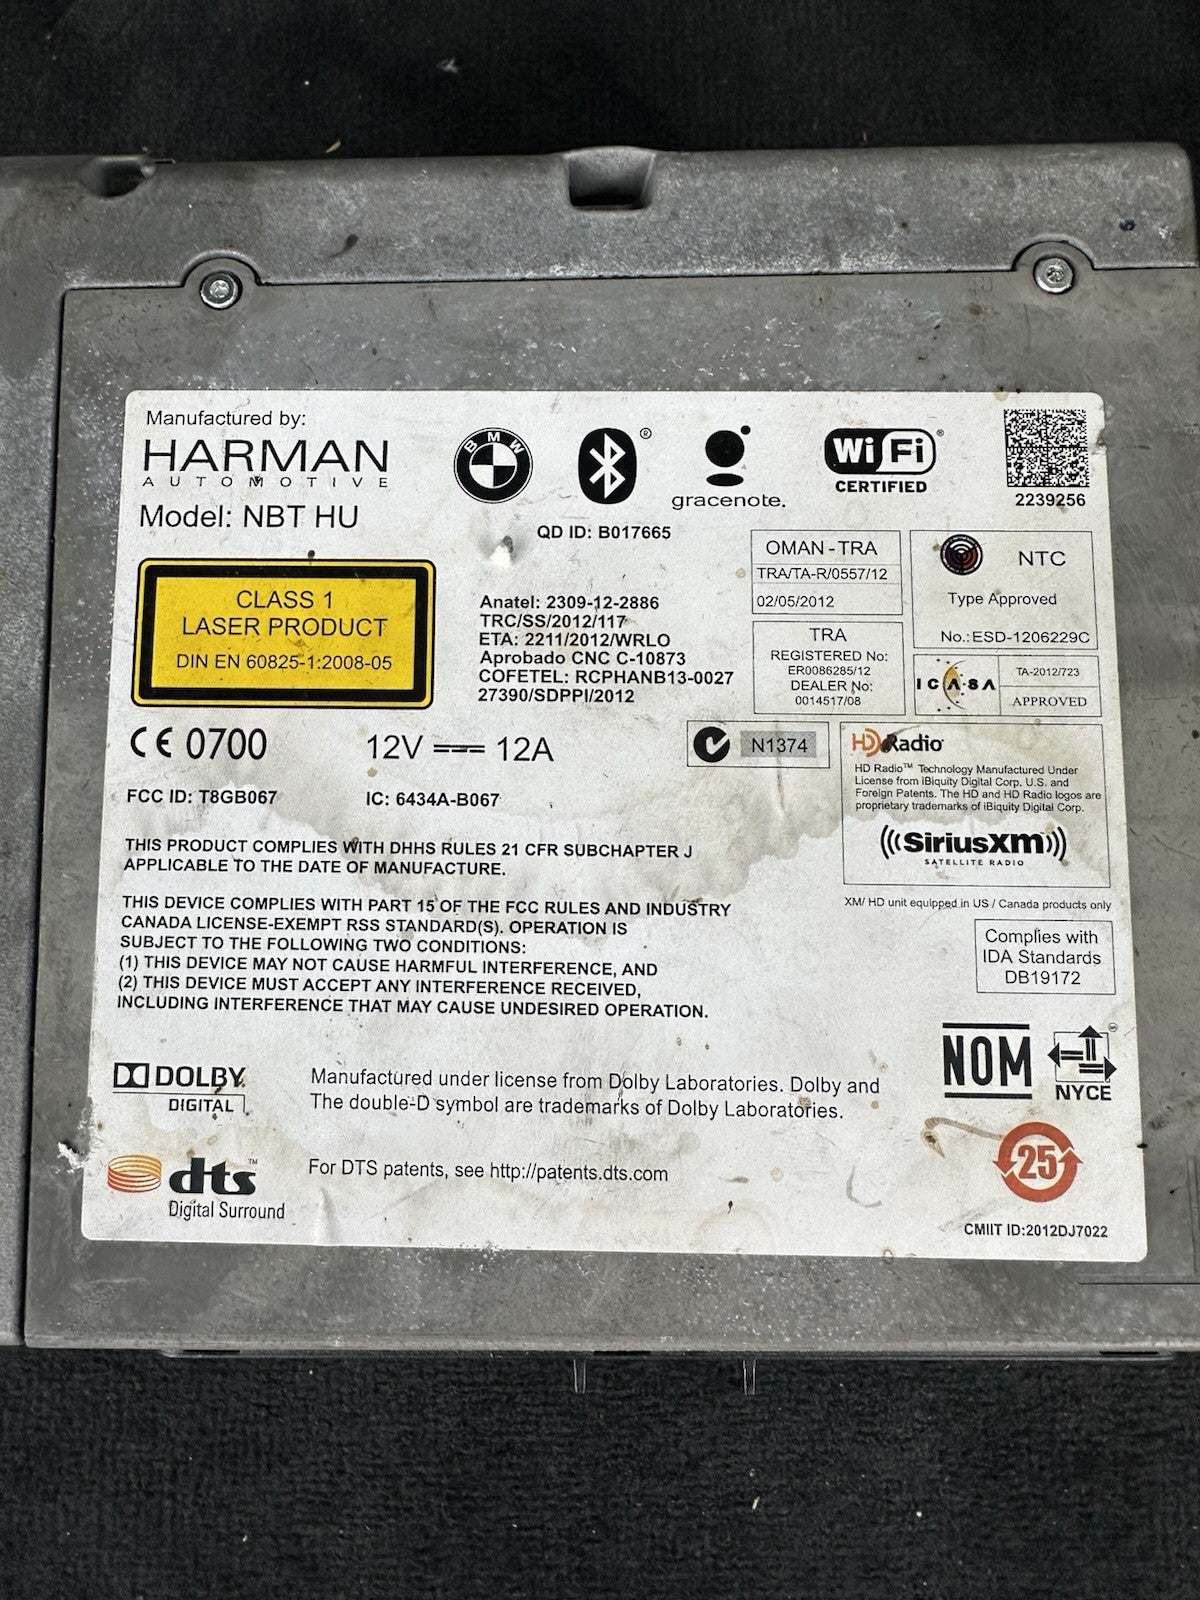 Manufactured by:
HARMAN
AUTOMOTIVE
Model: NBT HU
BMW
®
gracenote.
Wi Fi ®
CERTIFIED
2239256
QD ID: B017665
CLASS 1
LASER PRODUCT
DIN EN 60825-1:2008-05
Anatel: 2309-12-2886
TRC/SS/2012/117
ETA: 2211/2012/WRLO
Aprobado CNC C-10873
COFETEL: RCPHANB13-0027
27390/SDPPI/2012
OMAN - TRA
TRA/TA-R/0557/12
02/05/2012
TRA
REGISTERED No:
ER0086285/12
DEALER No:
0014517/08
NTC
Type Approved
No.: ESD-1206229C
ICASA
TA-2012/723
APPROVED
CE 0700
12V 12A
N1374
FCC ID: T8GB067
IC: 6434A-B067
HD Radio
HD Radio™ Technology Manufactured Under
License from iBiquity Digital Corp. U.S. and
Foreign Patents. The HD and HD Radio logos are
proprietary trademarks of iBiquity Digital Corp.
((SiriusXM))
SATELLITE RADIO
XM/ HD unit equipped in US / Canada products only
THIS PRODUCT COMPLIES WITH DHHS RULES 21 CFR SUBCHAPTER J
APPLICABLE TO THE DATE OF MANUFACTURE.
THIS DEVICE COMPLIES WITH PART 15 OF THE FCC RULES AND INDUSTRY
CANADA LICENSE-EXEMPT RSS STANDARD(S). OPERATION IS
SUBJECT TO THE FOLLOWING TWO CONDITIONS:
(1) THIS DEVICE MAY NOT CAUSE HARMFUL INTERFERENCE, AND
(2) THIS DEVICE MUST ACCEPT ANY INTERFERENCE RECEIVED,
INCLUDING INTERFERENCE THAT MAY CAUSE UNDESIRED OPERATION.
Complies with
IDA Standards
DB19172
NOM
NYCE
DOLBY
DIGITAL
Manufactured under license from Dolby Laboratories. Dolby and
The double-D symbol are trademarks of Dolby Laboratories.
dts™
Digital Surround
For DTS patents, see http://patents.dts.com
25
CMIIT ID:2012DJ7022